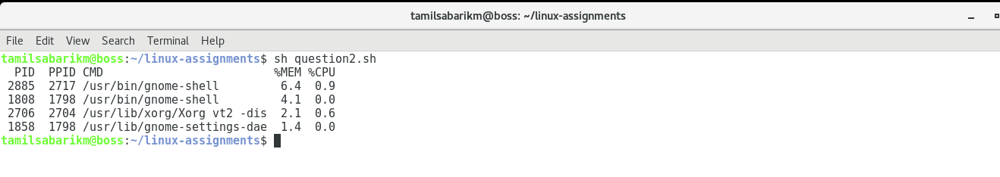 tamilsabarikm@boss: ~/linux-assignments
File Edit View Search Terminal Help
tamilsabarikm@boss:~/linux-assignments$ sh question2.sh
  PID  PPID CMD                         %MEM %CPU
 2885  2717 /usr/bin/gnome-shell         6.4  0.9
 1808  1798 /usr/bin/gnome-shell         4.1  0.0
 2706  2704 /usr/lib/xorg/Xorg vt2 -dis  2.1  0.6
 1858  1798 /usr/lib/gnome-settings-dae  1.4  0.0
tamilsabarikm@boss:~/linux-assignments$